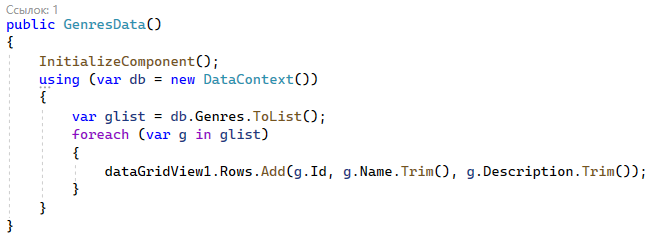 Ссылок: 1
public GenresData()
{
    InitializeComponent();
    using (var db = new DataContext())
    {
        var glist = db.Genres.ToList();
        foreach (var g in glist)
        {
            dataGridView1.Rows.Add(g.Id, g.Name.Trim(), g.Description.Trim());
        }
    }
}